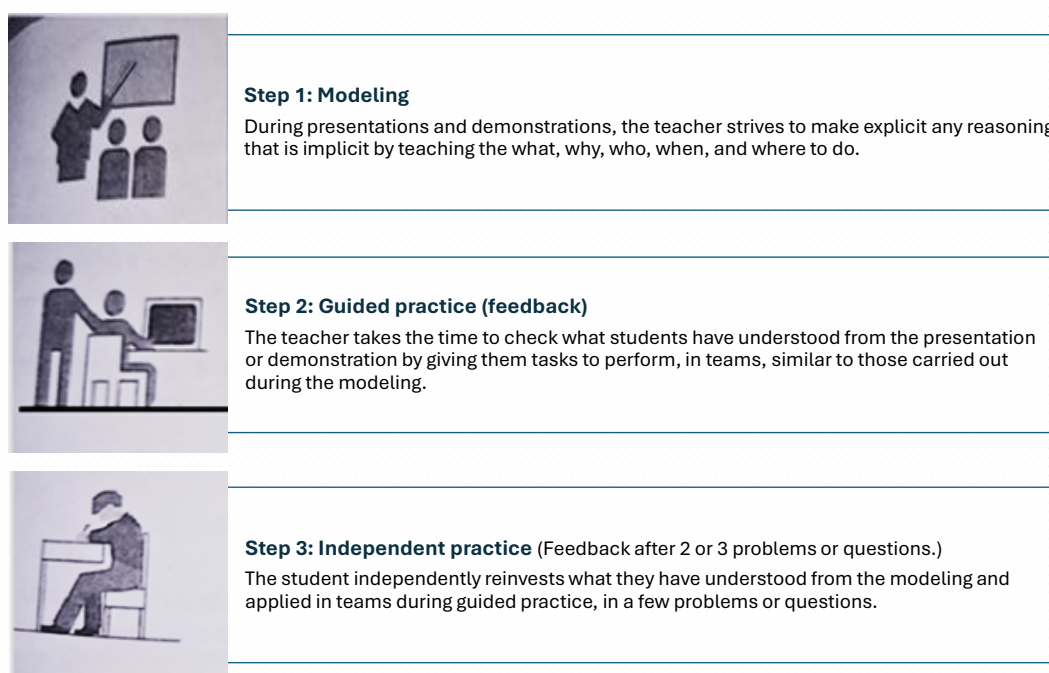 Step 1: Modeling
During presentations and demonstrations, the teacher strives to make explicit any reasoning
that is implicit by teaching the what, why, who, when, and where to do.
Step 2: Guided practice (feedback)
The teacher takes the time to check what students have understood from the presentation
or demonstration by giving them tasks to perform, in teams, similar to those carried out
during the modeling.
Step 3: Independent practice (Feedback after 2 or 3 problems or questions.)
The student independently reinvests what they have understood from the modeling and
applied in teams during guided practice, in a few problems or questions.